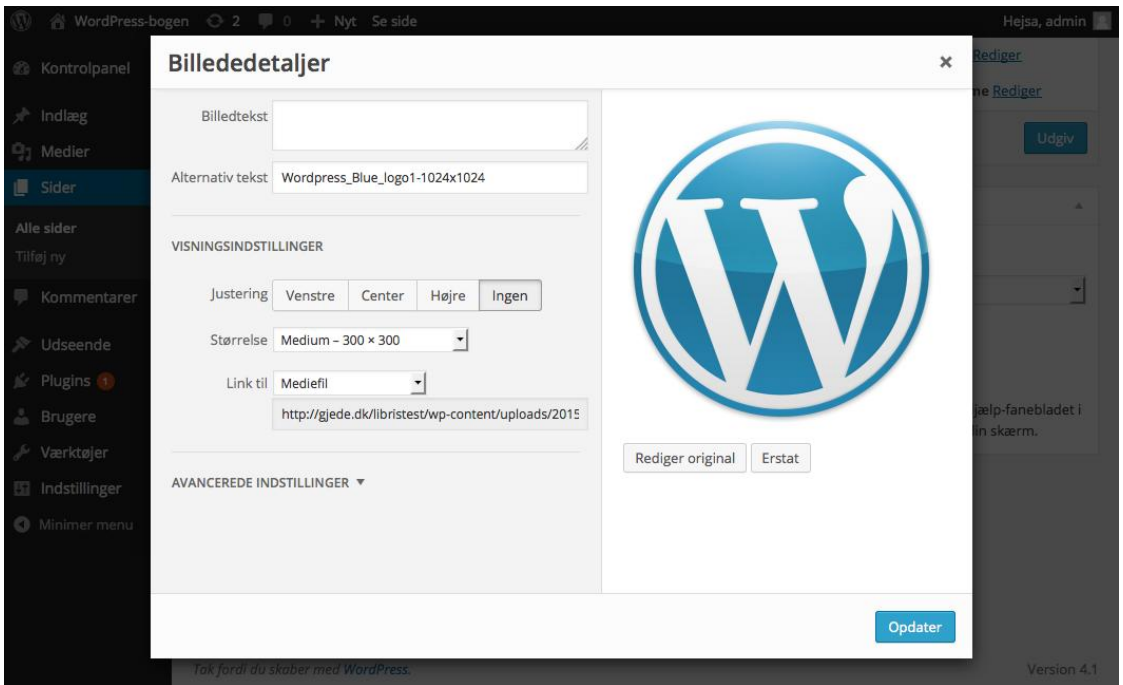 WordPress-bogen 2 0 Nyt Se side Hejsa, admin
Kontrolpanel
Indlæg
Medier
Sider
Alle sider
Tilføj ny
Kommentarer
Udseende
Plugins 1
Brugere
Værktøjer
Indstillinger
Minimer menu
Billededetaljer
Billedtekst
Alternativ tekst Wordpress_Blue_logo1-1024x1024
VISNINGSINDSTILLINGER
Justering Venstre Center Højre Ingen
Størrelse Medium – 300 × 300
Link til Mediefil
http://gjede.dk/libristest/wp-content/uploads/2015
AVANCEREDE INDSTILLINGER
Rediger original Erstat
Opdater
Rediger
Rediger
Udgiv
jælp-fanebladet i
skærm.
Tak fordi du skaber med WordPress.
Version 4.1